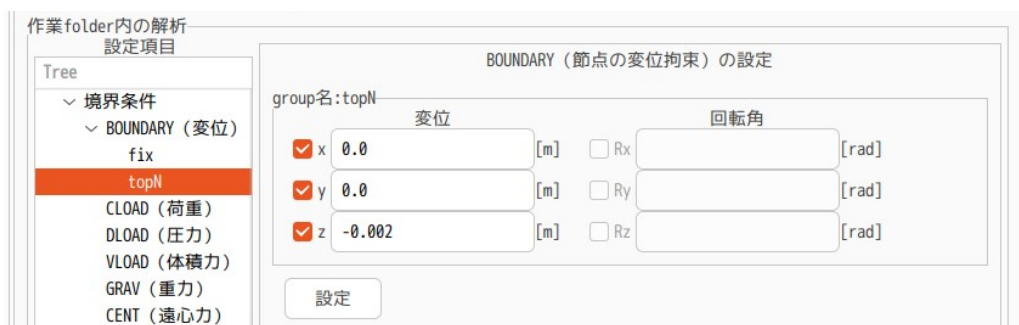 作業folder内の解析
設定項目
Tree
境界条件
BOUNDARY (変位)
fix
topN
CLOAD (荷重)
DLOAD (圧力)
VLOAD (体積力)
GRAV (重力)
CENT (遠心力)
BOUNDARY (節点の変位拘束) の設定
group名:topN
変位 回転角
x 0.0 [m] Rx [rad]
y 0.0 [m] Ry [rad]
z -0.002 [m] Rz [rad]
設定